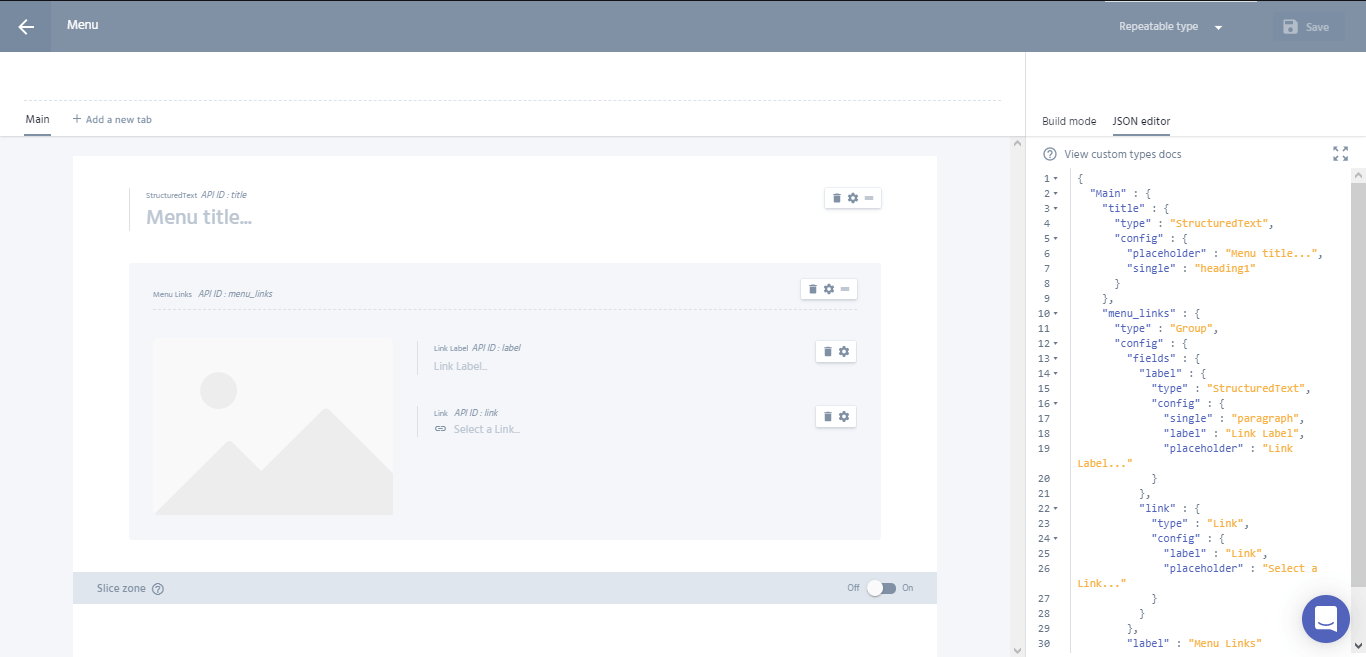 Menu
Repeatable type
Save
Main
+ Add a new tab
StructuredText API ID : title
Menu title...
Menu Links API ID : menu_links
Link Label API ID : label
Link Label...
Link API ID : link
Select a Link...
Slice zone ?
Off On
Build mode JSON editor
? View custom types docs
1 {
2 "Main" : {
3 "title" : {
4 "type" : "StructuredText",
5 "config" : {
6 "placeholder" : "Menu title...",
7 "single" : "heading1"
8 }
9 },
10 "menu_links" : {
11 "type" : "Group",
12 "config" : {
13 "fields" : {
14 "label" : {
15 "type" : "StructuredText",
16 "config" : {
17 "single" : "paragraph",
18 "label" : "Link Label",
19 "placeholder" : "Link
Label..."
20 }
21 },
22 "link" : {
23 "type" : "Link",
24 "config" : {
25 "label" : "Link",
26 "placeholder" : "Select a
Link..."
27 }
28 }
29 },
30 "label" : "Menu Links"